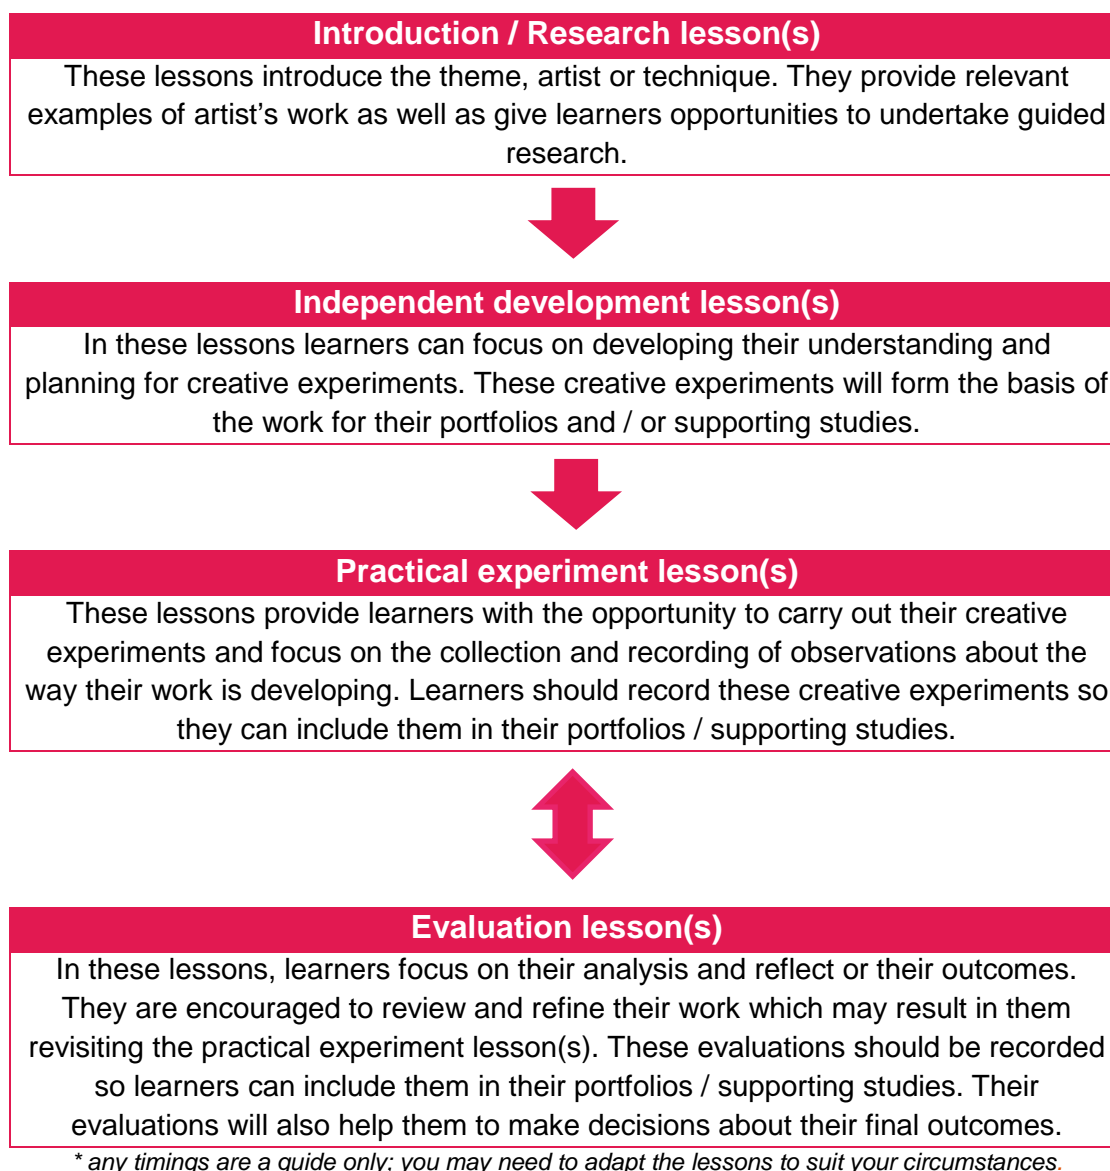 Introduction / Research lesson(s)
These lessons introduce the theme, artist or technique. They provide relevant
examples of artist’s work as well as give learners opportunities to undertake guided
research.
Independent development lesson(s)
In these lessons learners can focus on developing their understanding and
planning for creative experiments. These creative experiments will form the basis of
the work for their portfolios and / or supporting studies.
Practical experiment lesson(s)
These lessons provide learners with the opportunity to carry out their creative
experiments and focus on the collection and recording of observations about the
way their work is developing. Learners should record these creative experiments so
they can include them in their portfolios / supporting studies.
Evaluation lesson(s)
In these lessons, learners focus on their analysis and reflect or their outcomes.
They are encouraged to review and refine their work which may result in them
revisiting the practical experiment lesson(s). These evaluations should be recorded
so learners can include them in their portfolios / supporting studies. Their
evaluations will also help them to make decisions about their final outcomes.
* any timings are a guide only; you may need to adapt the lessons to suit your circumstances.